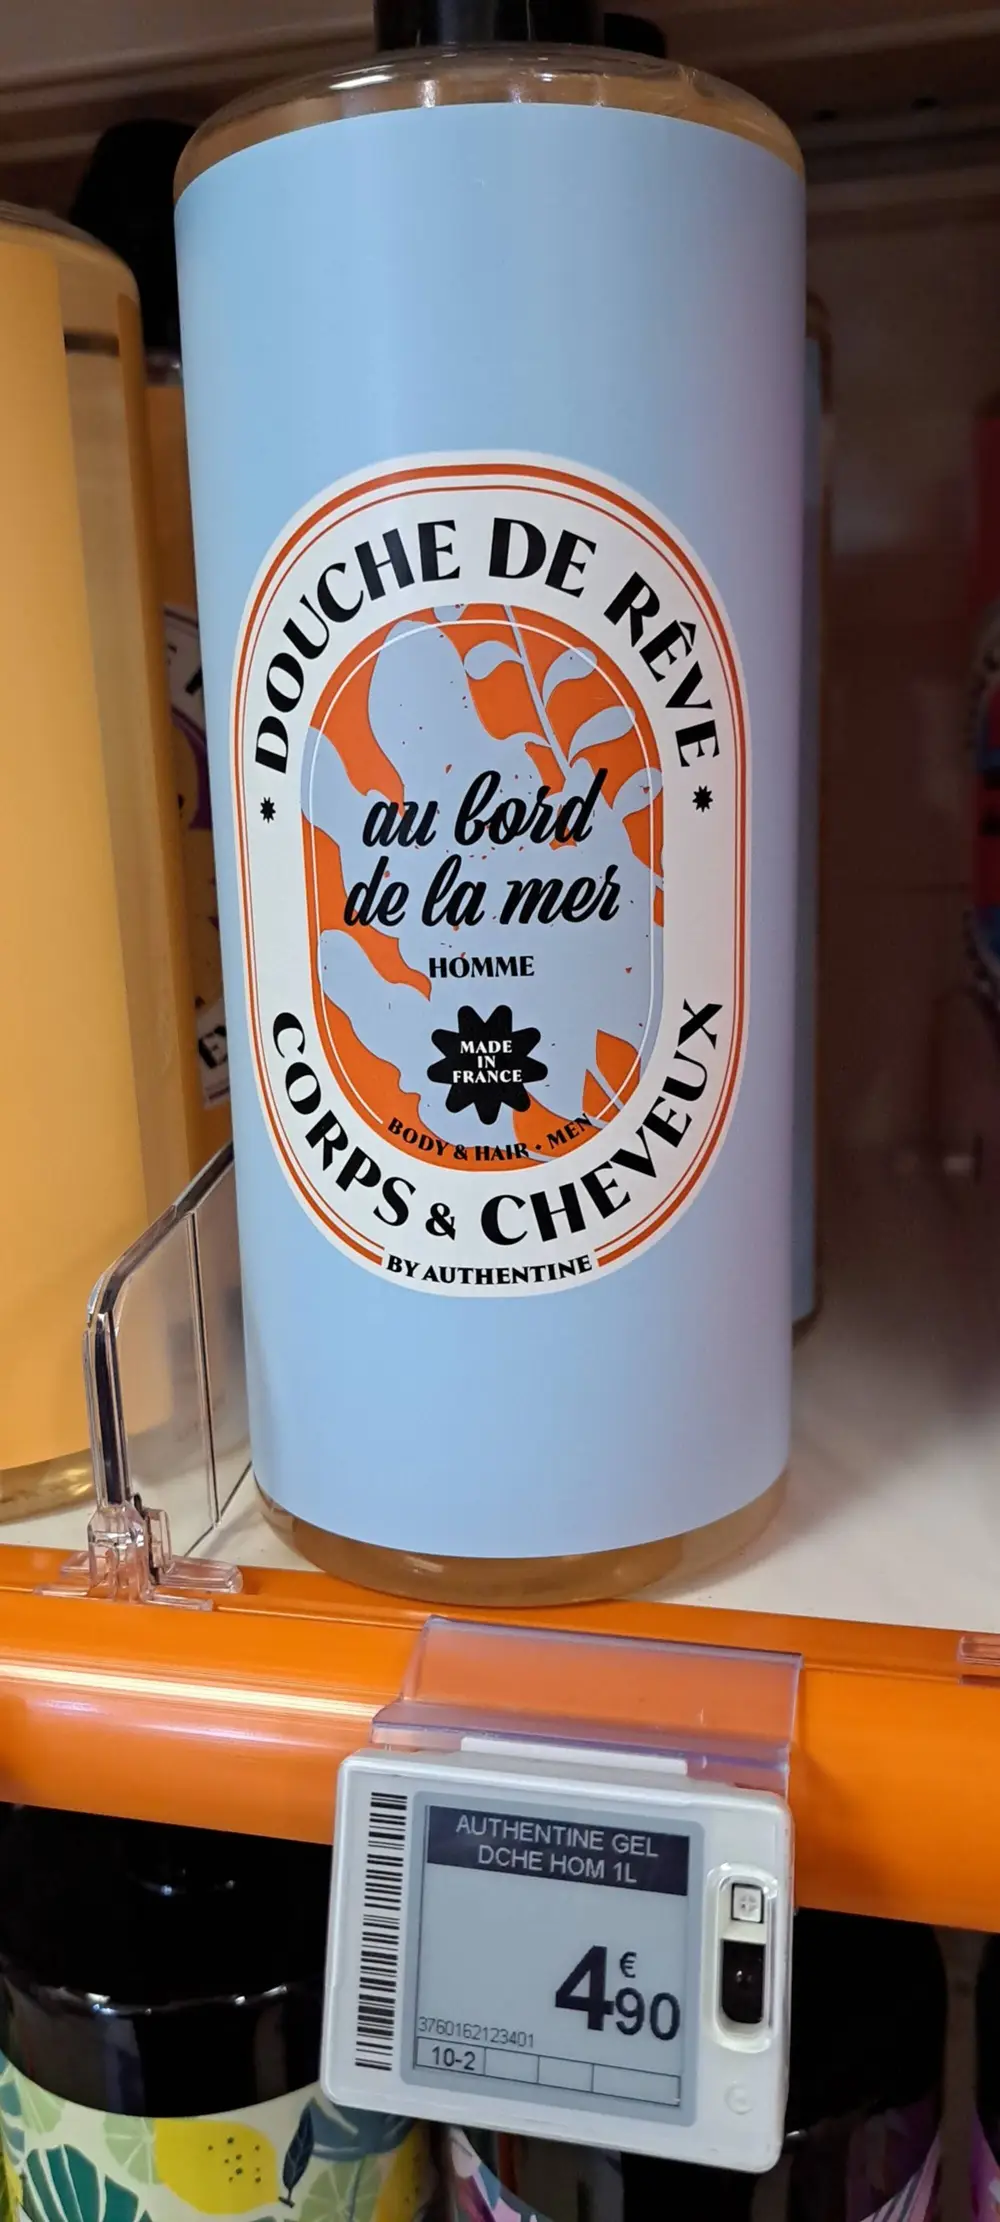 DOUCHE DE RÊVE
au bord
de la mer
HOMME
MADE
IN
FRANCE
BODY & HAIR • MEN
CORPS & CHEVEUX
BY AUTHENTINE
AUTHENTINE GEL
DCHE HOM 1L
4€90
3760162123401
10-2